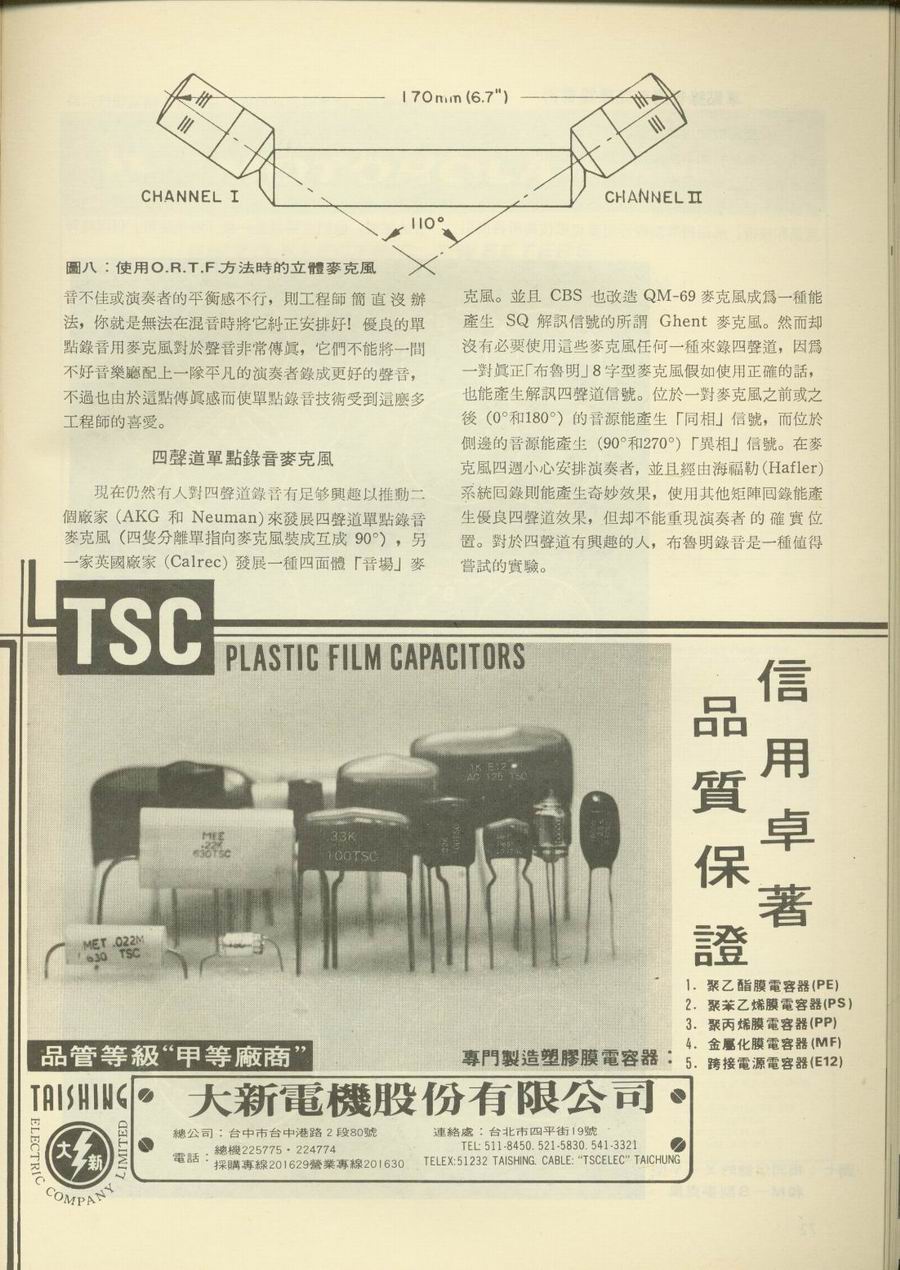 170mm (6.7")
CHANNEL I
CHANNEL II
110°
圖八：使用O.R.T.F.方法時的立體麥克風
音不佳或演奏者的平衡感不行，則工程師簡直沒辦
法，你就是無法在混音時將它糾正安排好！優良的單
點錄音用麥克風對於聲音非常傳眞，它們不能將一間
不好音樂廳配上一隊平凡的演奏者錄成更好的聲音，
不過也由於這點傳眞感而使單點錄音技術受到這麼多
工程師的喜愛。
四聲道單點錄音麥克風
現在仍然有人對四聲道錄音有足够興趣以推動二
個廠家 (AKG 和 Neuman)來發展四聲道單點錄音
麥克風（四隻分離單指向麥克風裝成互成 90°），另
一家英國廠家 (Calrec) 發展一種四面體「音場」麥
克風。並且 CBS 也改造 QM-69 麥克風成爲一種能
產生 SQ 解訊信號的所謂 Ghent 麥克風。然而却
沒有必要使用這些麥克風任何一種來錄四聲道，因爲
一對眞正「布魯明」8字型麥克風假如使用正確的話，
也能產生解訊四聲道信號。位於一對麥克風之前或之
後 (0°和180°) 的音源能產生「同相」信號，而位於
側邊的音源能產生 (90°和270°)「異相」信號。在麥
克風四週小心安排演奏者，並且經由海福勒(Hafler)
系統回錄則能產生奇妙效果，使用其他矩陣回錄能產
生優良四聲道效果，但却不能重現演奏者的確實位
置。對於四聲道有興趣的人，布魯明錄音是一種值得
嘗試的實驗。
TSC
PLASTIC FILM CAPACITORS
信用卓著
品質保證
AC 125 TSC
MFE
.22K
630TSC
.33K
100TSC
MET .022M
630 TSC
1. 聚乙酯膜電容器(PE)
2. 聚苯乙烯膜電容器(PS)
3. 聚丙烯膜電容器(PP)
4. 金屬化膜電容器(MF)
5. 跨接電源電容器(E12)
品管等級“甲等廠商”
專門製造塑膠膜電容器：
TAISHING
ELECTRIC COMPANY LIMITED
大新
大新電機股份有限公司
總公司：台中市台中港路2段80號
電話：總機225775・224774
採購專線201629營業專線201630
連絡處：台北市四平街19號
TEL: 511-8450. 521-5830. 541-3321
TELEX:51232 TAISHING. CABLE: “TSCELEC” TAICHUNG